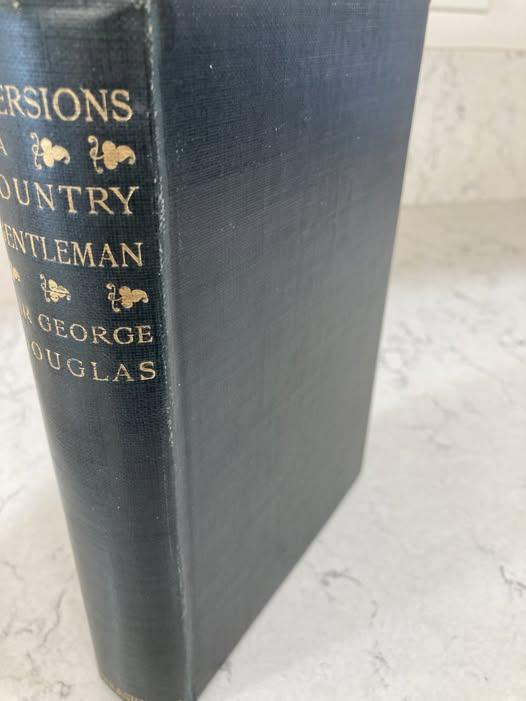 ERSIONS
A
OUNTRY
ENTLEMAN
R GEORGE
OUGLAS